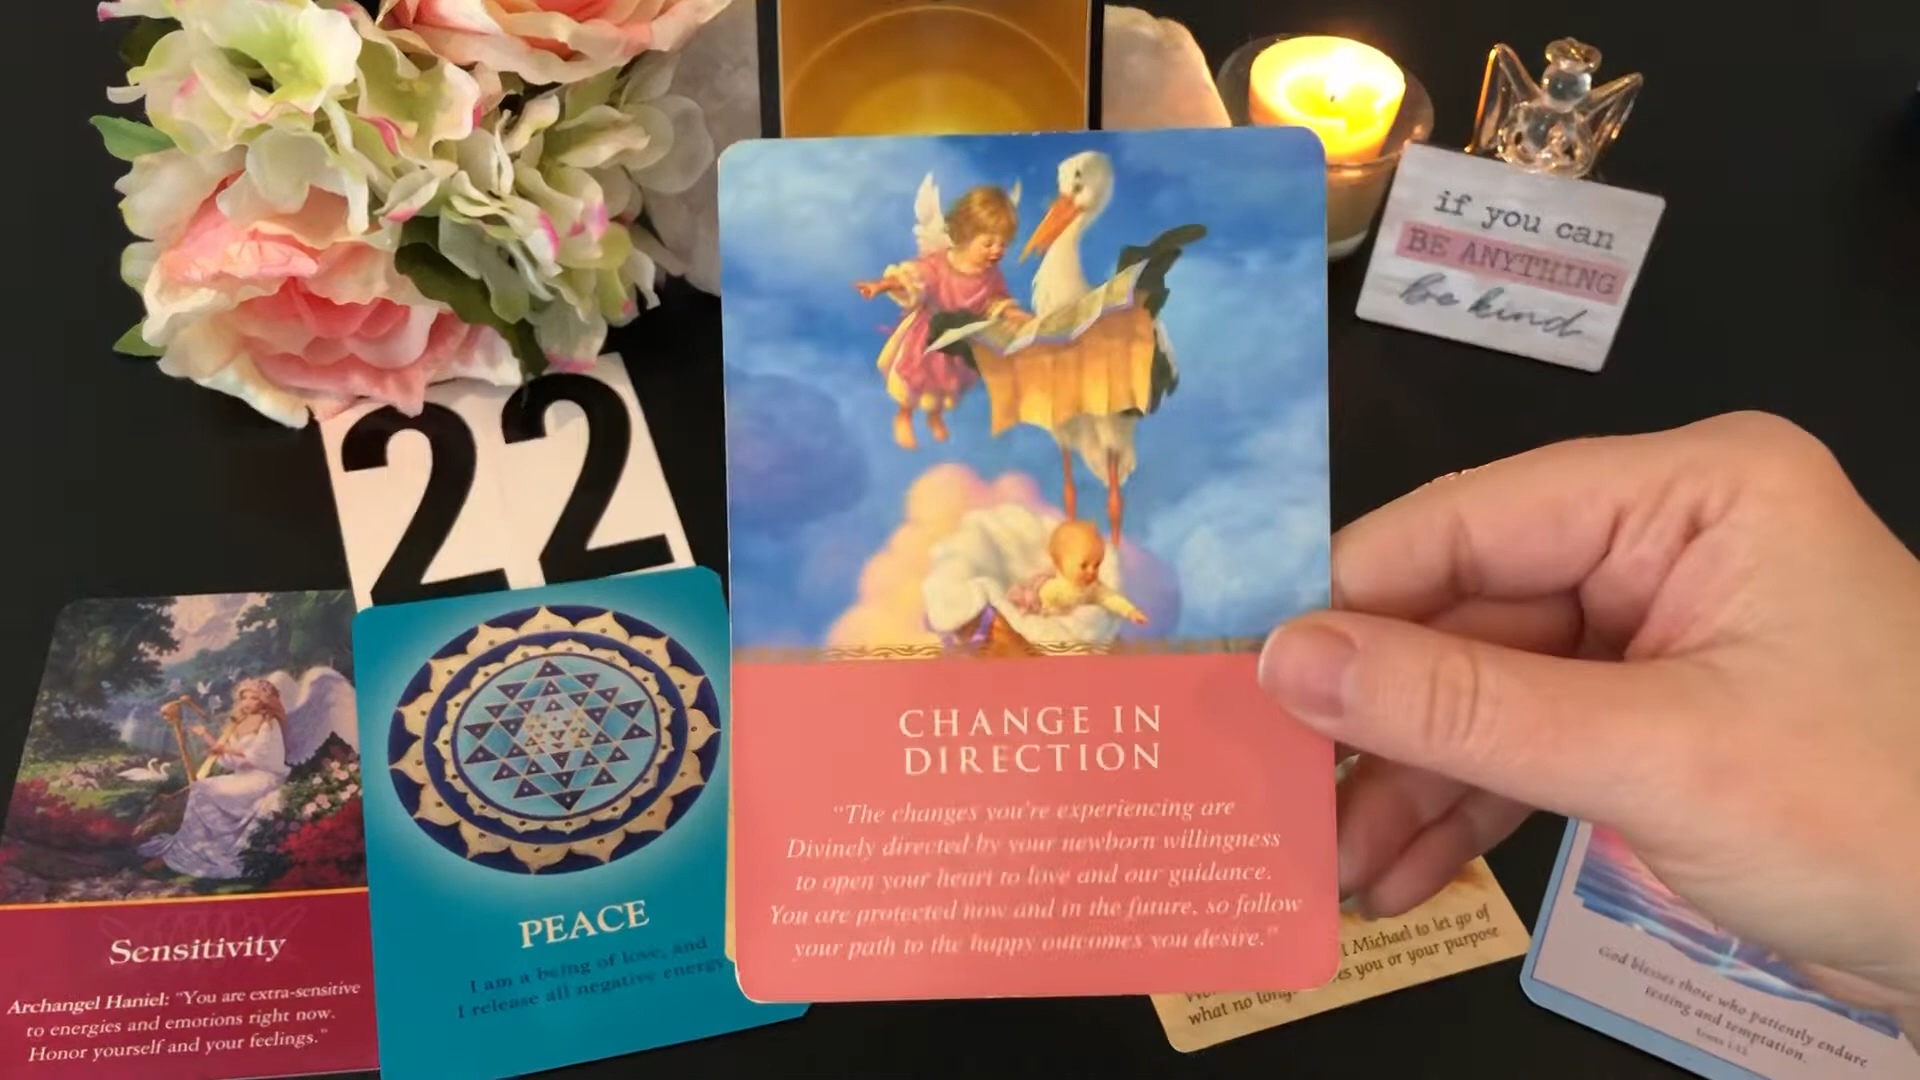 if you can
BE ANYTHING
be kind
22
CHANGE IN
DIRECTION
"The changes you're experiencing are
Divinely directed by your newborn willingness
to open your heart to love and our guidance.
You are protected now and in the future, so follow
your path to the happy outcomes you desire."
Sensitivity
Archangel Haniel: "You are extra-sensitive
to energies and emotions right now.
Honor yourself and your feelings."
PEACE
I am a being of love, and
I release all negative energy
l Michael to let go of
es you or your purpose
what no long
God blesses those who patiently endure
testing and temptation.